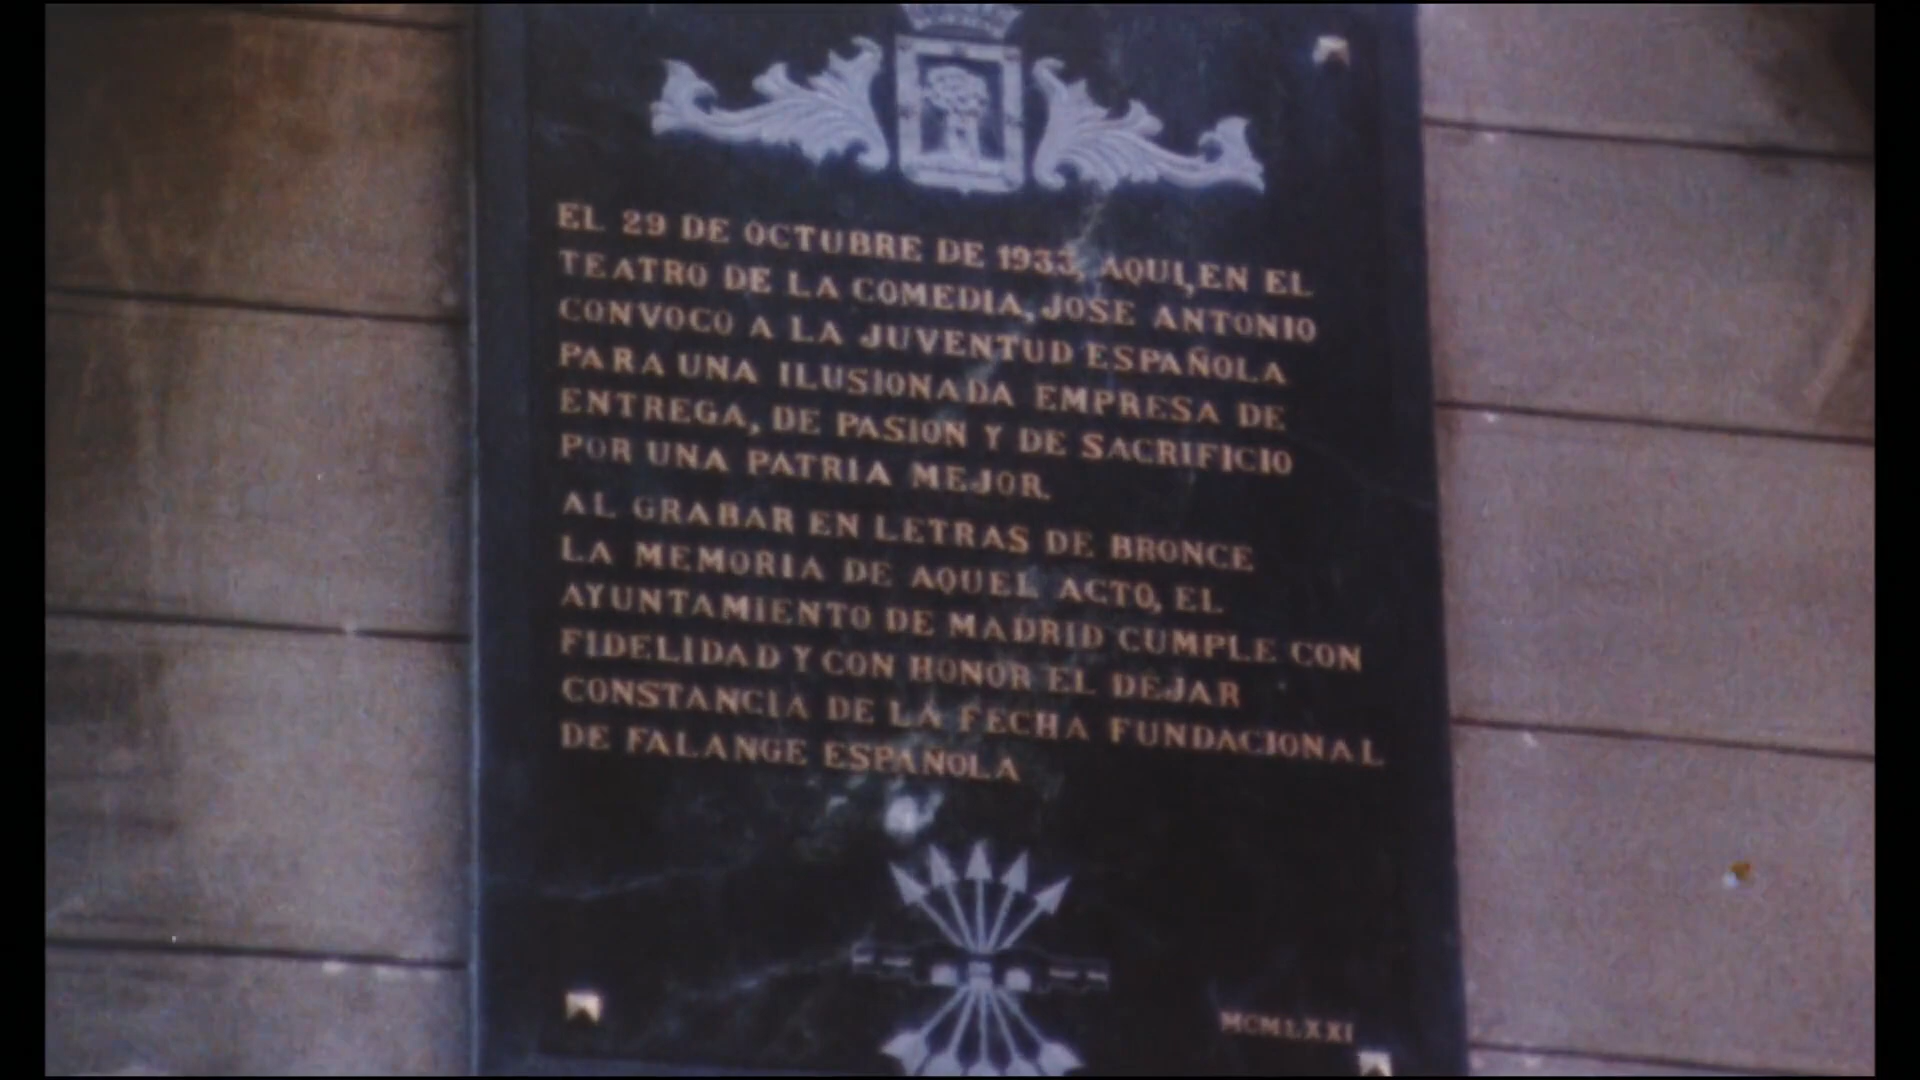 EL 29 DE OCTUBRE DE 1933, AQUI, EN EL
TEATRO DE LA COMEDIA, JOSE ANTONIO
CONVOCO A LA JUVENTUD ESPAÑOLA
PARA UNA ILUSIONADA EMPRESA DE
ENTREGA, DE PASION Y DE SACRIFICIO
POR UNA PATRIA MEJOR.
AL GRABAR EN LETRAS DE BRONCE
LA MEMORIA DE AQUEL ACTO, EL
AYUNTAMIENTO DE MADRID CUMPLE CON
FIDELIDAD Y CON HONOR EL DEJAR
CONSTANCIA DE LA FECHA FUNDACIONAL
DE FALANGE ESPAÑOLA
MCMLXXI